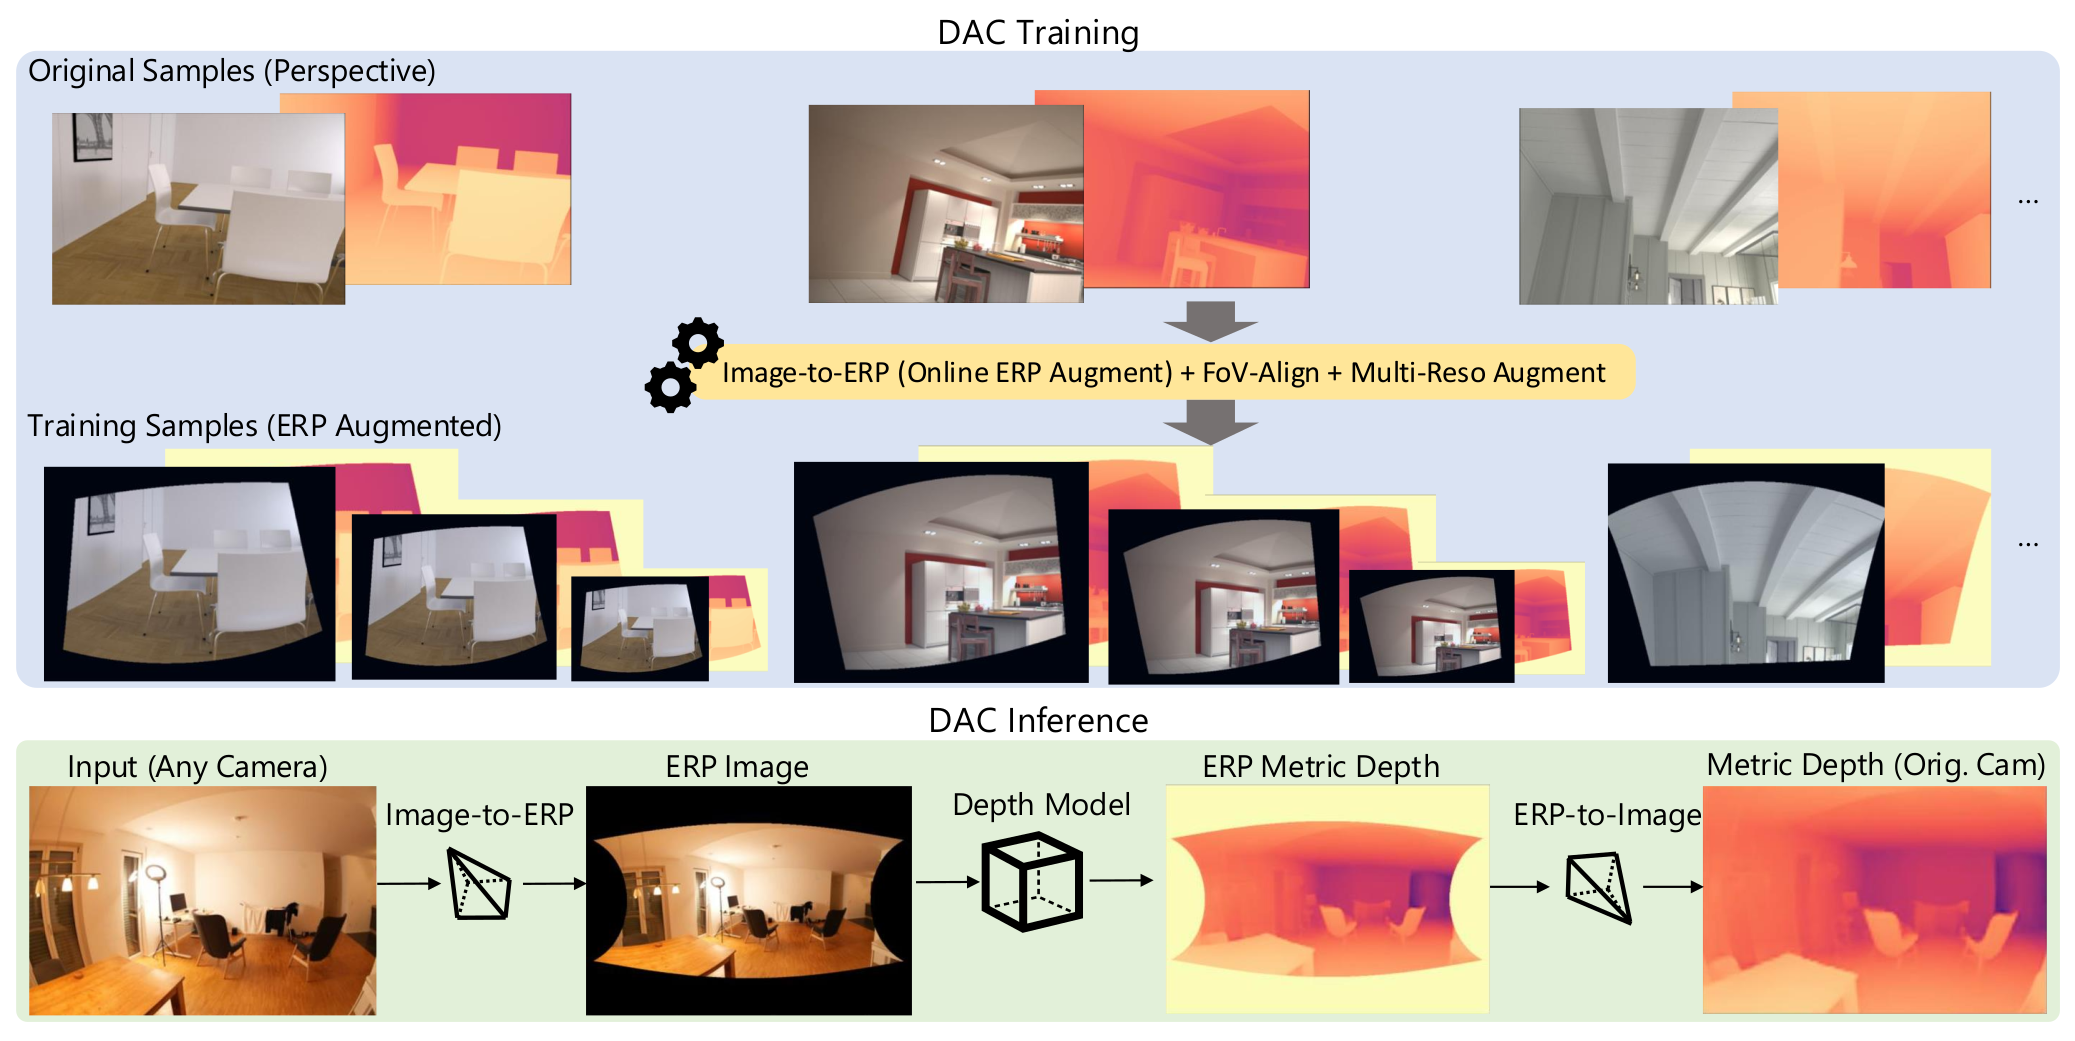 DAC Training
Original Samples (Perspective)
...
Image-to-ERP (Online ERP Augment) + FoV-Align + Multi-Reso Augment
Training Samples (ERP Augmented)
...
DAC Inference
Input (Any Camera)
Image-to-ERP
ERP Image
Depth Model
ERP Metric Depth
ERP-to-Image
Metric Depth (Orig. Cam)